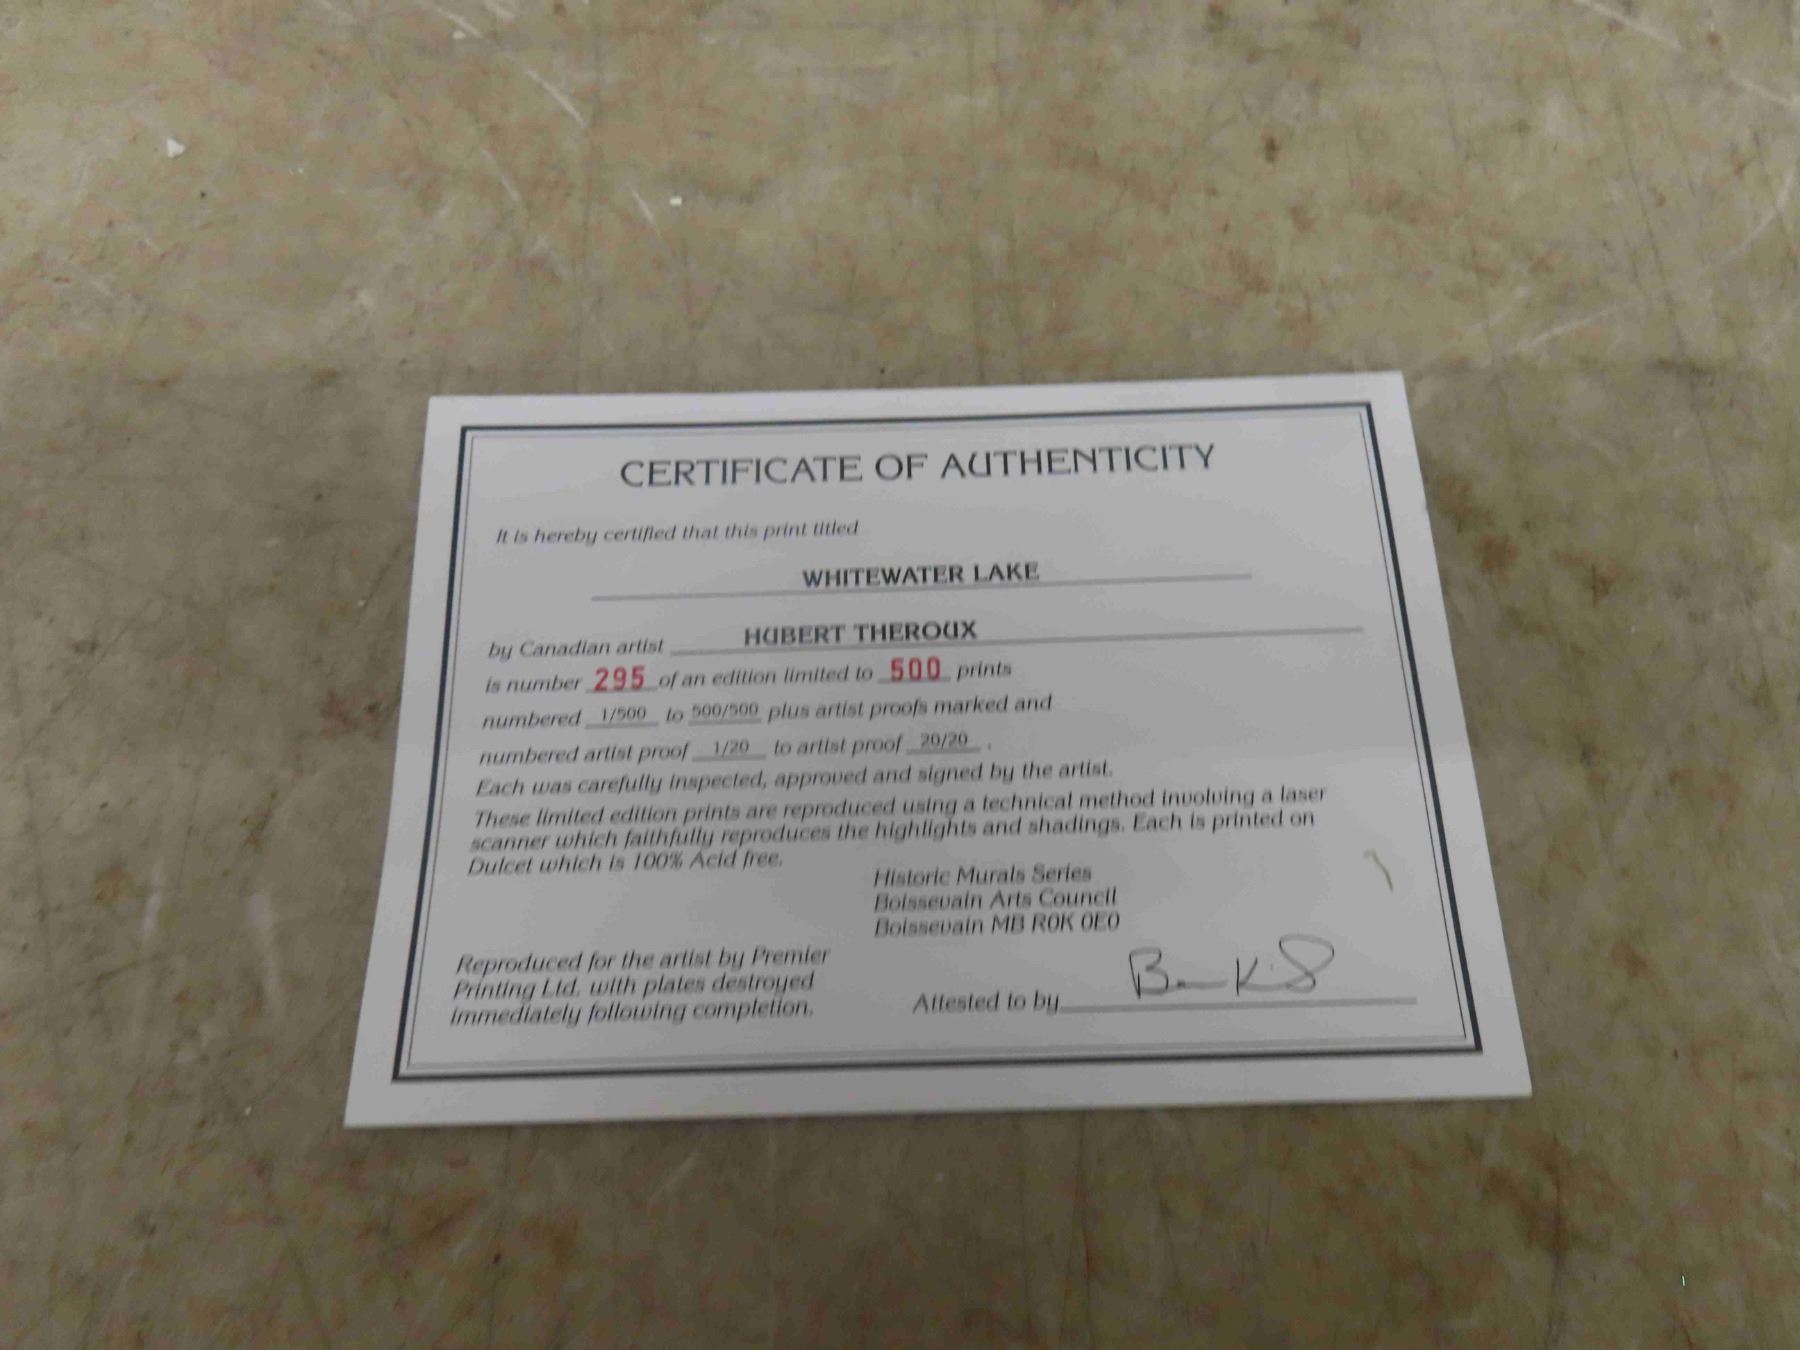 CERTIFICATE OF AUTHENTICITY
It is hereby certified that this print titled
WHITEWATER LAKE
by Canadian artist HUBERT THEROUX
is number 295 of an edition limited to 500 prints
numbered 1/500 to 500/500 plus artist proofs marked and
numbered artist proof 1/20 to artist proof 20/20 .
Each was carefully inspected, approved and signed by the artist.
These limited edition prints are reproduced using a technical method involving a laser
scanner which faithfully reproduces the highlights and shadings. Each is printed on
Dulcet which is 100% Acid free.
Historic Murals Series
Boissevain Arts Council
Boissevain MB R0K 0E0
Reproduced for the artist by Premier
Printing Ltd. with plates destroyed
immediately following completion.
Attested to by